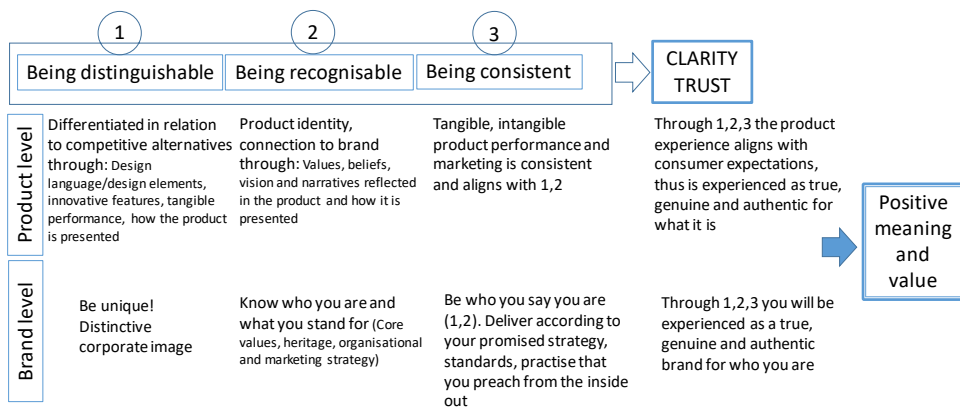 1
2
3
Being distinguishable
Being recognisable
Being consistent
CLARITY
TRUST
Product level
Differentiated in relation
to competitive alternatives
through: Design
language/design elements,
innovative features, tangible
performance, how the product
is presented
Product identity,
connection to brand
through: Values, beliefs,
vision and narratives reflected
in the product and how it is
presented
Tangible, intangible
product performance and
marketing is consistent
and aligns with 1,2
Through 1,2,3 the product
experience aligns with
consumer expectations,
thus is experienced as true,
genuine and authentic for
what it is
Positive
meaning
and
value
Brand level
Be unique!
Distinctive
corporate image
Know who you are and
what you stand for (Core
values, heritage, organisational
and marketing strategy)
Be who you say you are
(1,2). Deliver according to
your promised strategy,
standards, practise that
you preach from the inside
out
Through 1,2,3 you will be
experienced as a true,
genuine and authentic
brand for who you are